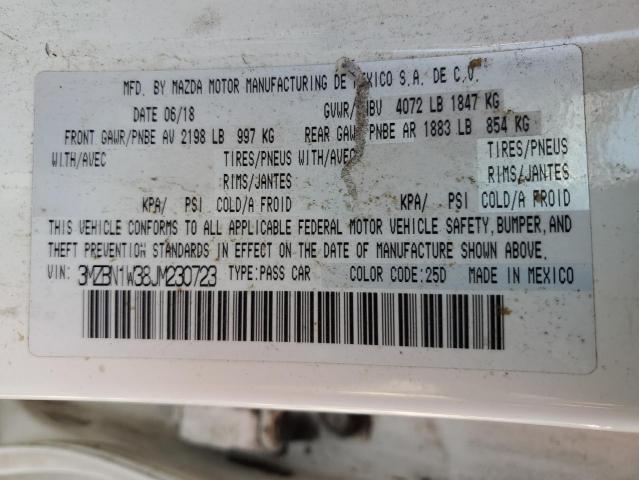 MFD. BY MAZDA MOTOR MANUFACTURING DE MEXICO S.A. DE C.V.
DATE 06/18 GVWR/PNBV 4072 LB 1847 KG
FRONT GAWR/PNBE AV 2198 LB 997 KG REAR GAWR/PNBE AR 1883 LB 854 KG
WITH/AVEC TIRES/PNEUS WITH/AVEC TIRES/PNEUS
RIMS/JANTES RIMS/JANTES
KPA/ PSI COLD/A FROID KPA/ PSI COLD/A FROID
THIS VEHICLE CONFORMS TO ALL APPLICABLE FEDERAL MOTOR VEHICLE SAFETY, BUMPER, AND
THEFT PREVENTION STANDARDS IN EFFECT ON THE DATE OF MANUFACTURE SHOWN ABOVE.
VIN: 3MZBN1W38JM230723 TYPE:PASS CAR COLOR CODE:25D MADE IN MEXICO